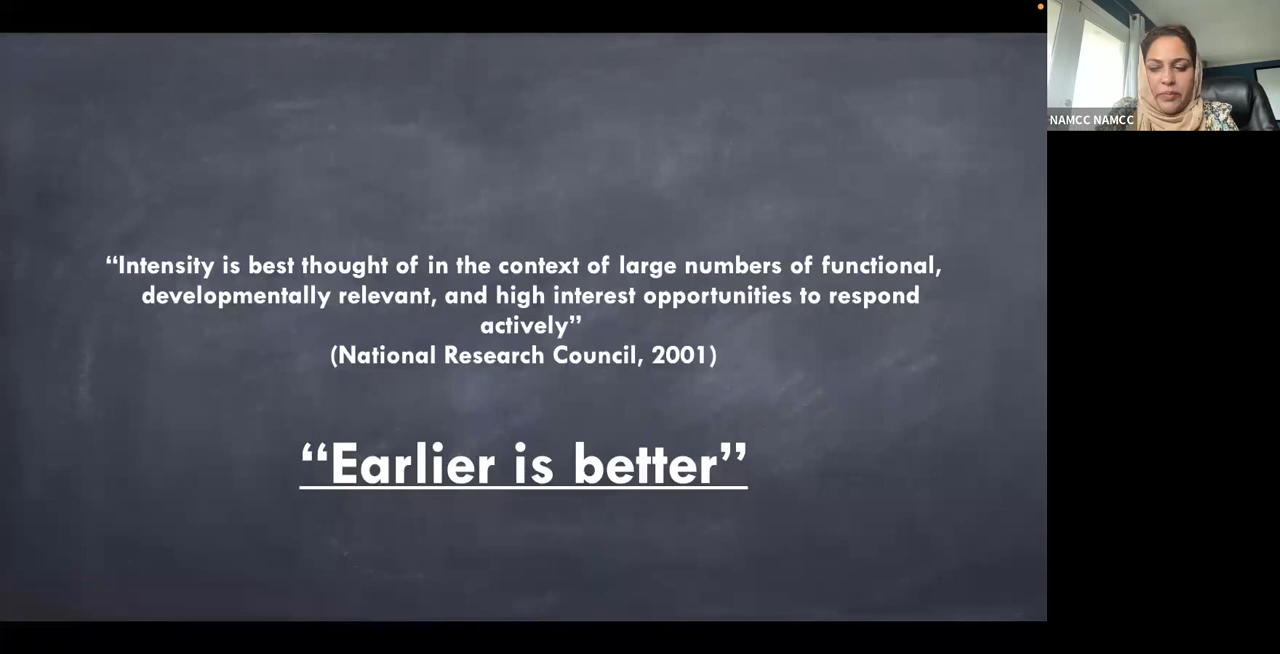 “Intensity is best thought of in the context of large numbers of functional,
developmentally relevant, and high interest opportunities to respond
actively”
(National Research Council, 2001)
“Earlier is better”
NAMCC NAMCC